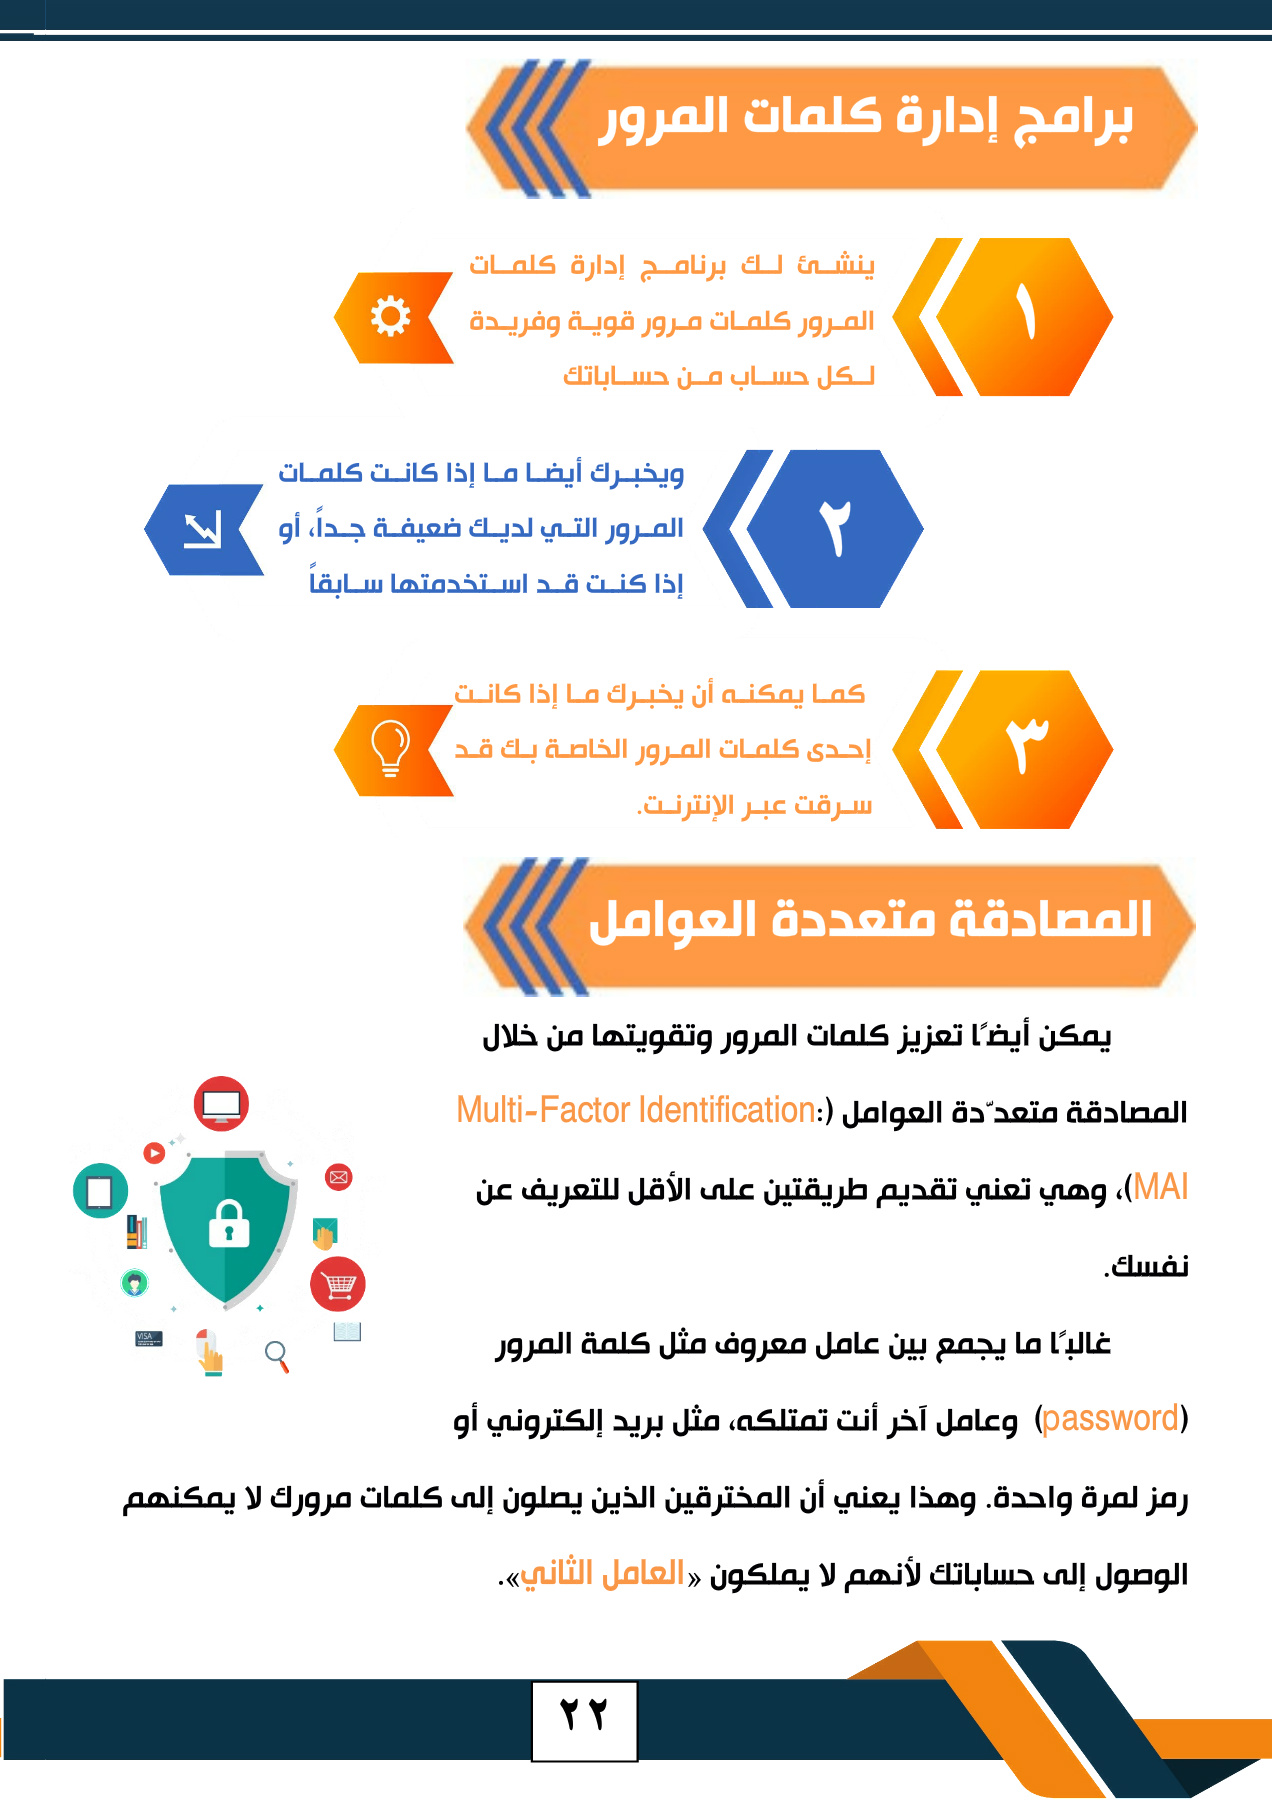 برامج إدارة كلمات المرور
١
ينشئ لك برنامج إدارة كلمات
المرور كلمات مرور قوية وفريدة
لكل حساب من حساباتك
٢
ويخبرك أيضا ما إذا كانت كلمات
المرور التي لديك ضعيفة جداً، أو
إذا كنت قد استخدمتها سابقاً
٣
كما يمكنه أن يخبرك ما إذا كانت
إحدى كلمات المرور الخاصة بك قد
سرقت عبر الإنترنت.
المصادقة متعددة العوامل
يمكن أيضًا تعزيز كلمات المرور وتقويتها من خلال
المصادقة متعدّدة العوامل (Multi-Factor Identification:
MAI)، وهي تعني تقديم طريقتين على الأقل للتعريف عن
نفسك.
غالبًا ما يجمع بين عامل معروف مثل كلمة المرور
(password) وعامل آخر أنت تمتلكه، مثل بريد إلكتروني أو
رمز لمرة واحدة. وهذا يعني أن المخترقين الذين يصلون إلى كلمات مرورك لا يمكنهم
الوصول إلى حساباتك لأنهم لا يملكون «العامل الثاني».
VISA
٢٢